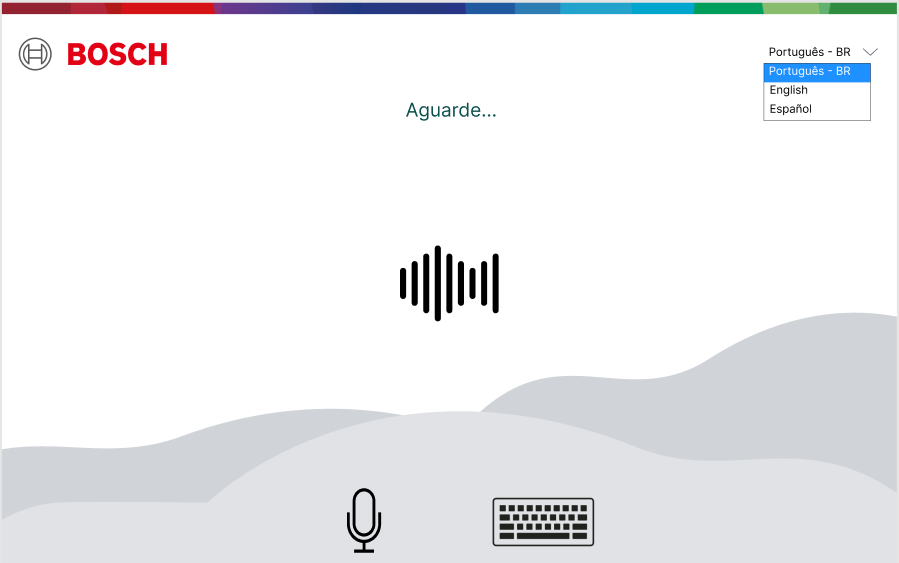 BOSCH
Português - BR
Português - BR
English
Español
Aguarde...